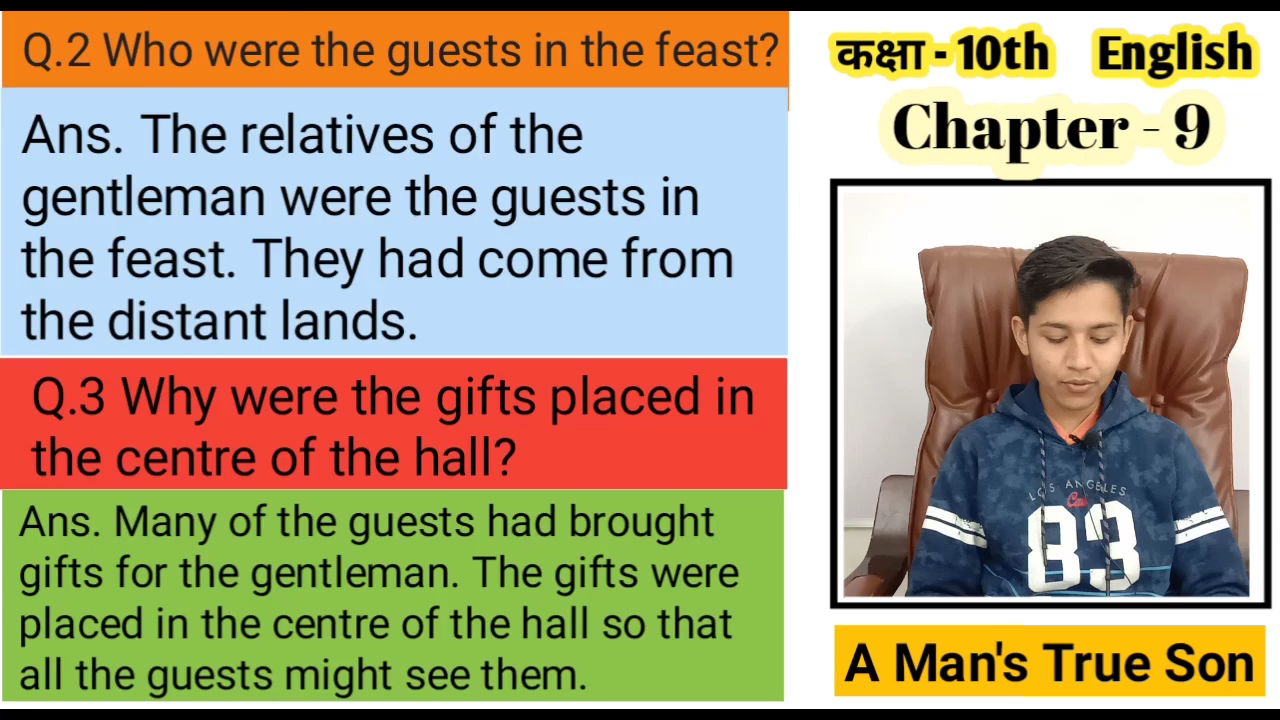 Q.2 Who were the guests in the feast?
Ans. The relatives of the
gentleman were the guests in
the feast. They had come from
the distant lands.
Q.3 Why were the gifts placed in
the centre of the hall?
Ans. Many of the guests had brought
gifts for the gentleman. The gifts were
placed in the centre of the hall so that
all the guests might see them.
कक्षा - 10th English
Chapter - 9
LOS ANGELES
83
A Man's True Son